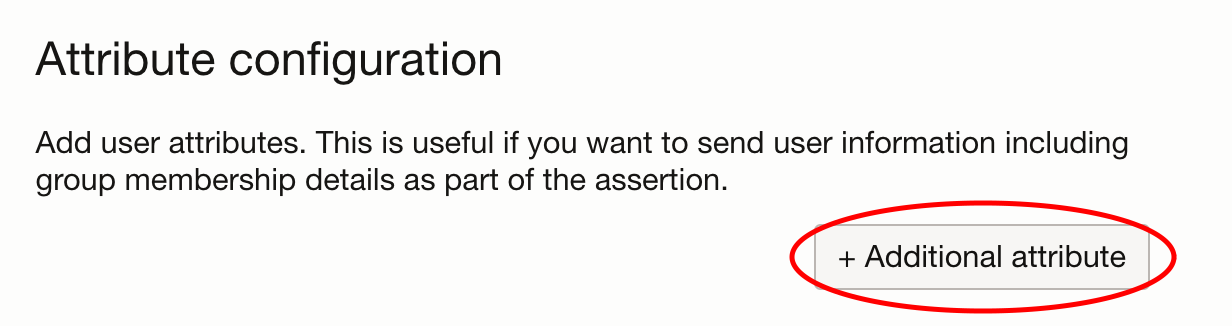 Attribute configuration
Add user attributes. This is useful if you want to send user information including
group membership details as part of the assertion.
+ Additional attribute